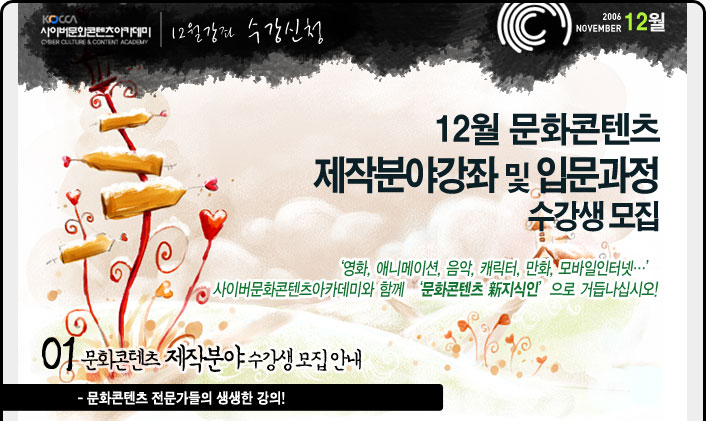 KOCCA
사이버문화콘텐츠아카데미
CYBER CULTURE & CONTENT ACADEMY
12월강좌 수강신청
2006
NOVEMBER 12월
12월 문화콘텐츠
제작분야강좌 및 입문과정
수강생 모집
'영화, 애니메이션, 음악, 캐릭터, 만화, 모바일인터넷…'
사이버문화콘텐츠아카데미와 함께 '문화콘텐츠 新지식인' 으로 거듭나십시오!
01 문화콘텐츠 제작분야 수강생 모집 안내
- 문화콘텐츠 전문가들의 생생한 강의!